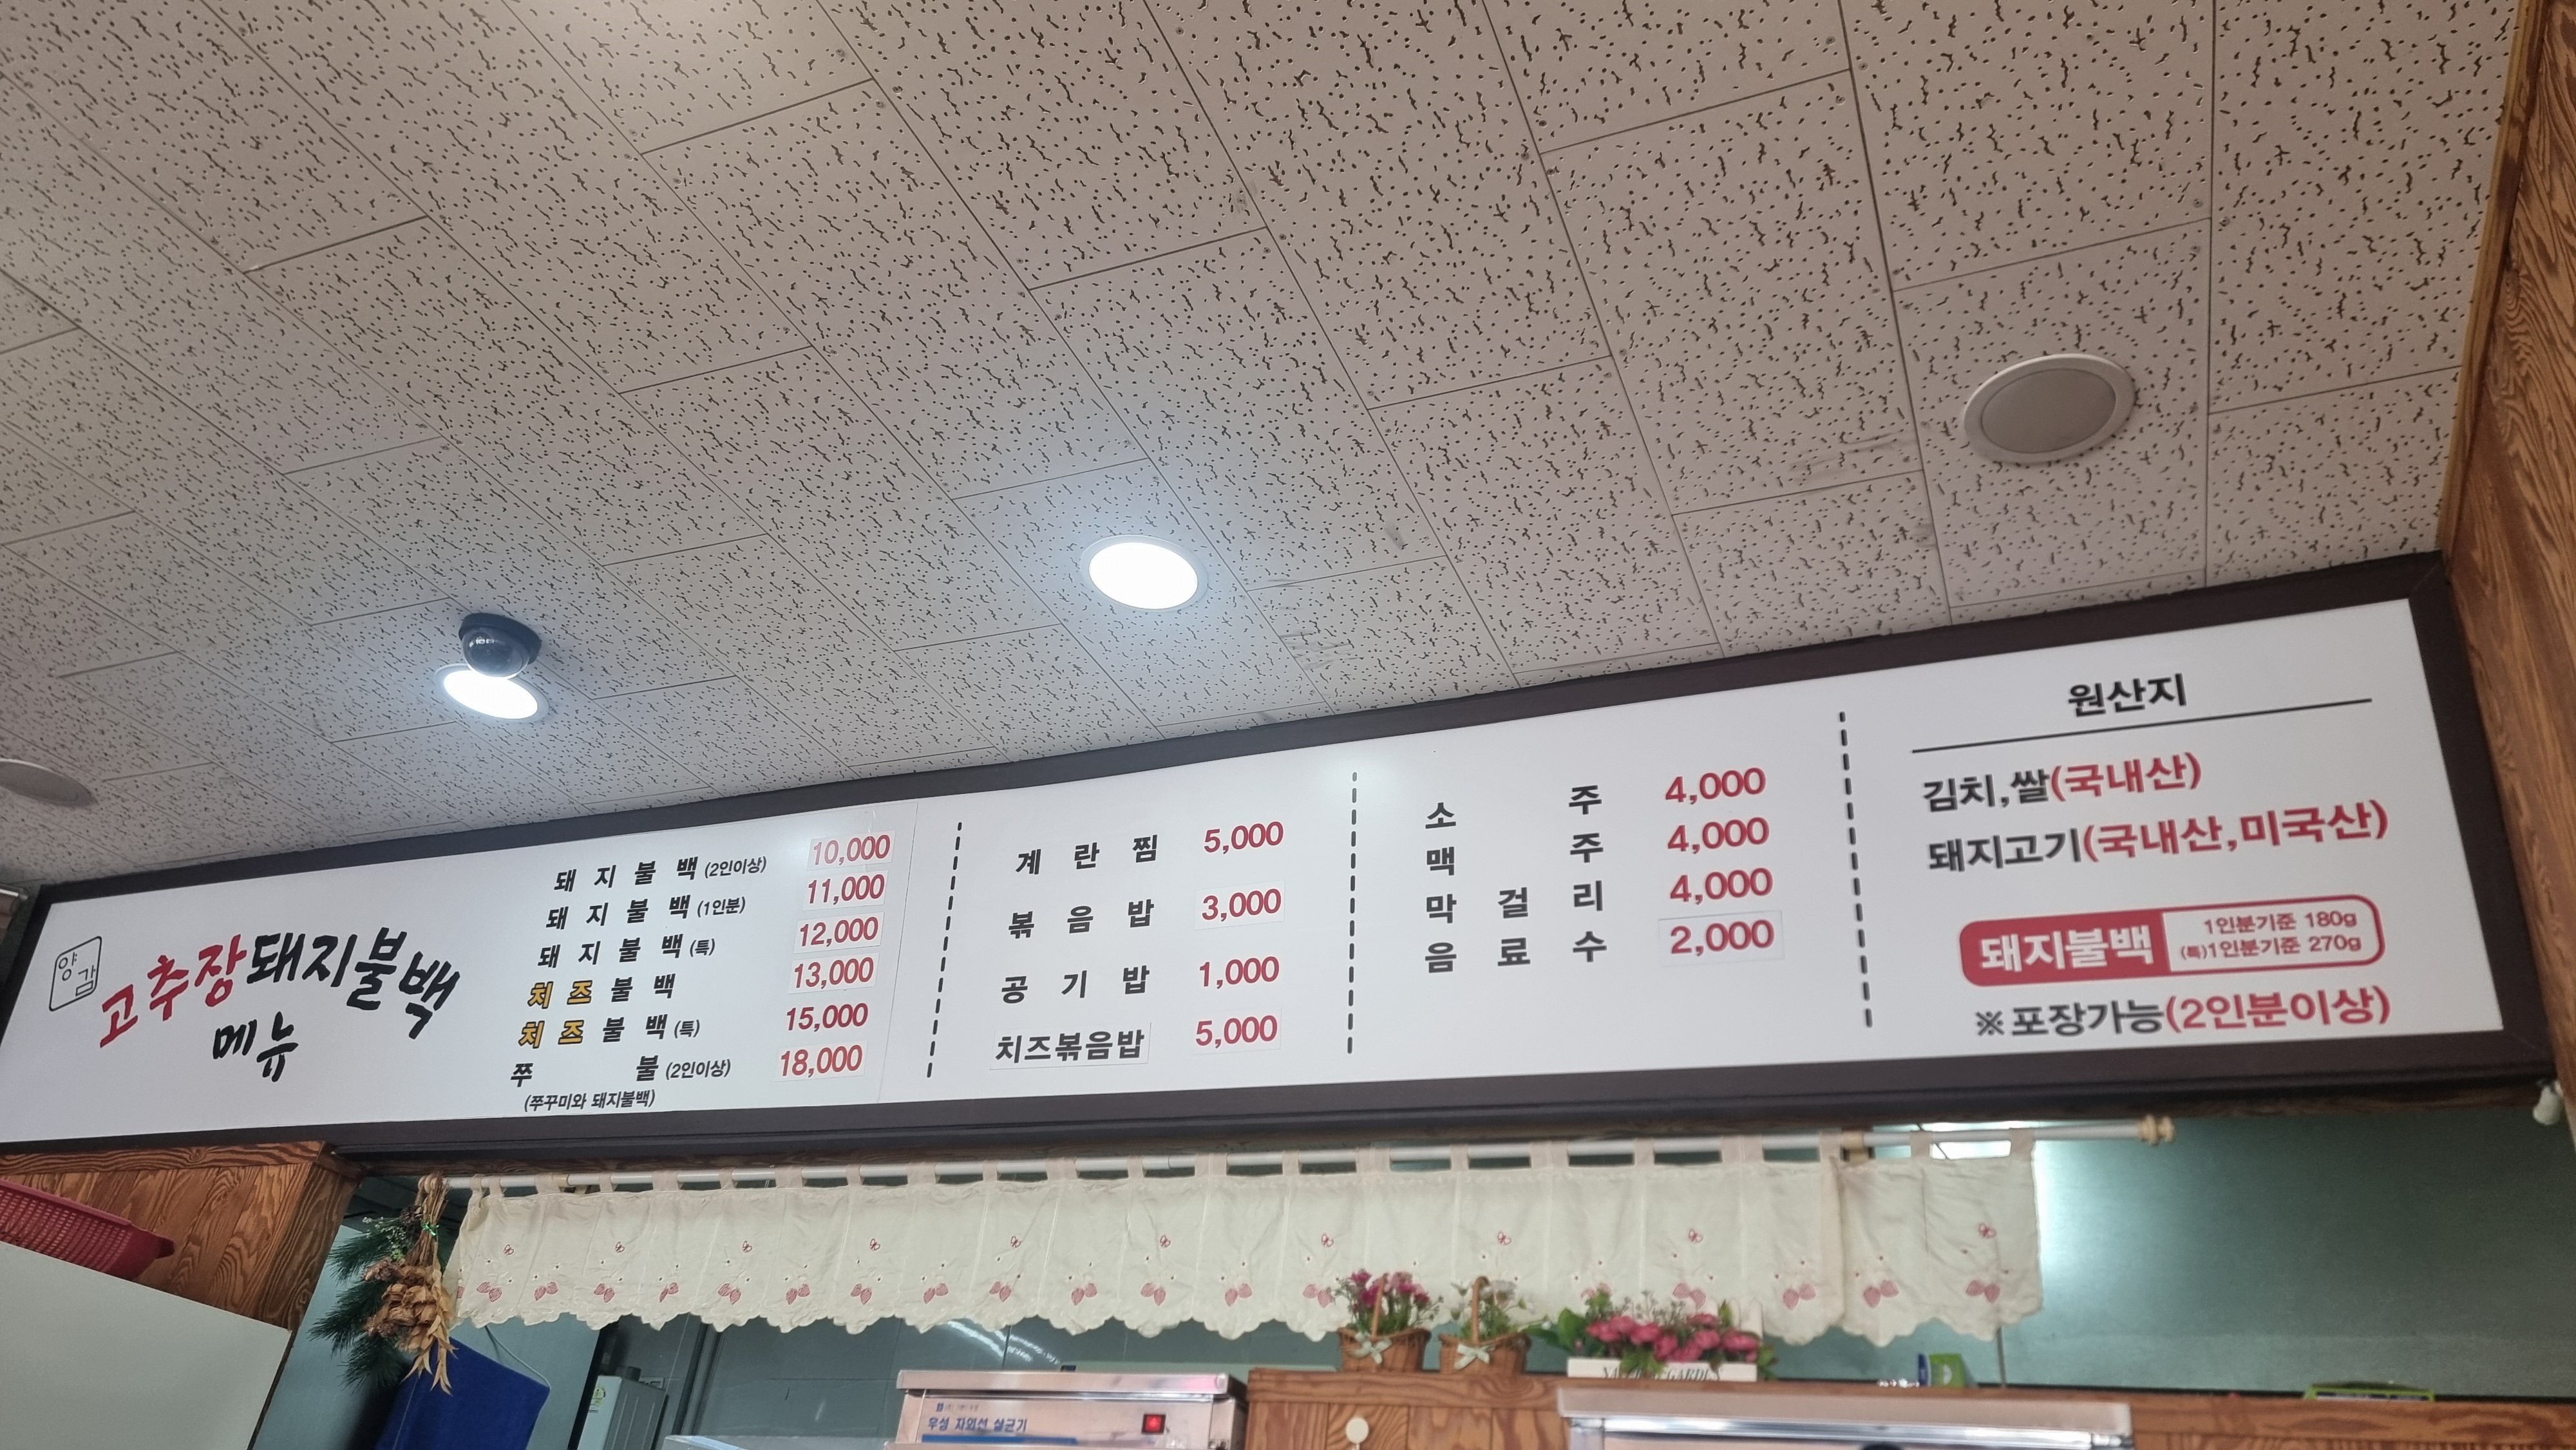 양감
고추장돼지불백
메뉴
돼지불백(2인이상) 10,000
돼지불백(1인분) 11,000
돼지불백(특) 12,000
치즈불백 13,000
치즈불백(특) 15,000
쭈불(2인이상) 18,000
(쭈꾸미와 돼지불백)
계란찜 5,000
볶음밥 3,000
공기밥 1,000
치즈볶음밥 5,000
소주 4,000
맥주 4,000
막걸리 4,000
음료수 2,000
원산지
김치,쌀(국내산)
돼지고기(국내산,미국산)
돼지불백 1인분기준 180g
(특)1인분기준 270g
※포장가능(2인분이상)
우성 자외선 살균기